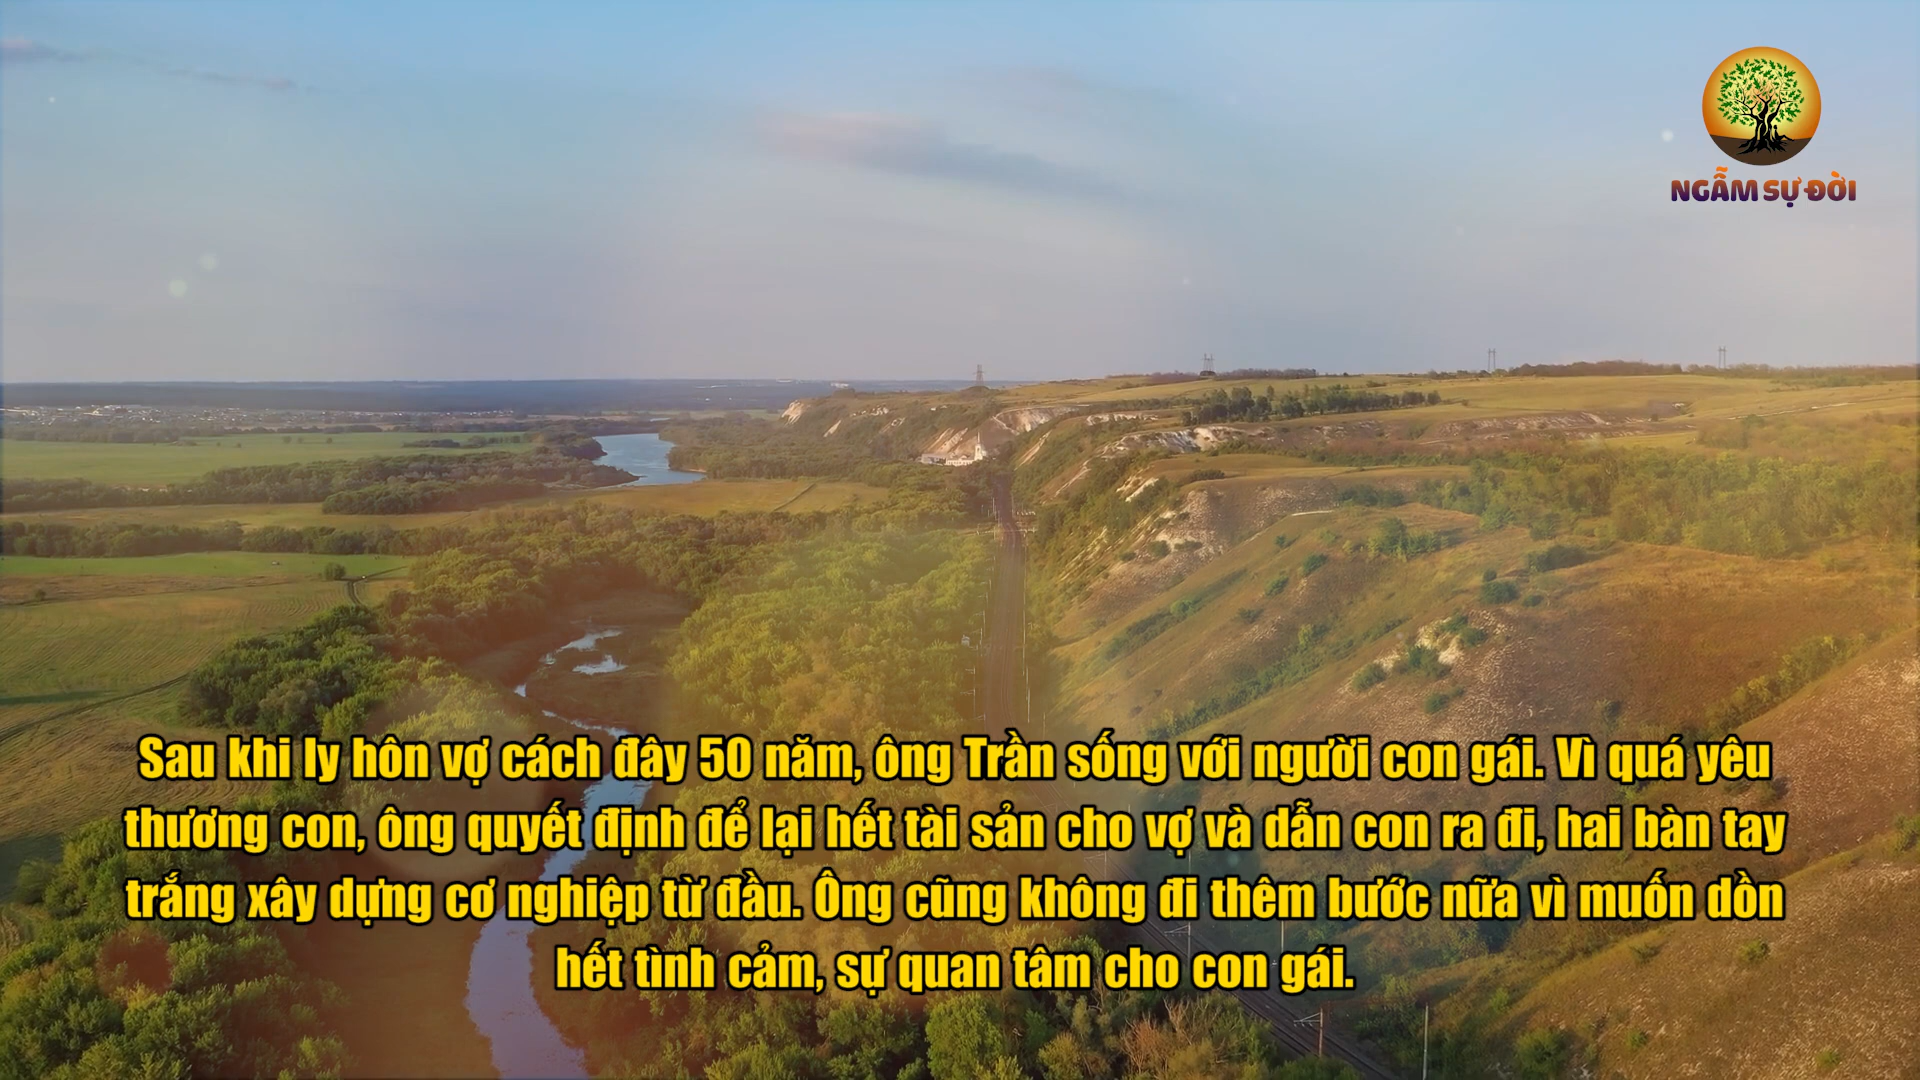 NGẪM SỰ ĐỜI
Sau khi ly hôn vợ cách đây 50 năm, ông Trần sống với người con gái. Vì quá yêu
thương con, ông quyết định để lại hết tài sản cho vợ và dẫn con ra đi, hai bàn tay
trắng xây dựng cơ nghiệp từ đầu. Ông cũng không đi thêm bước nữa vì muốn dồn
hết tình cảm, sự quan tâm cho con gái.